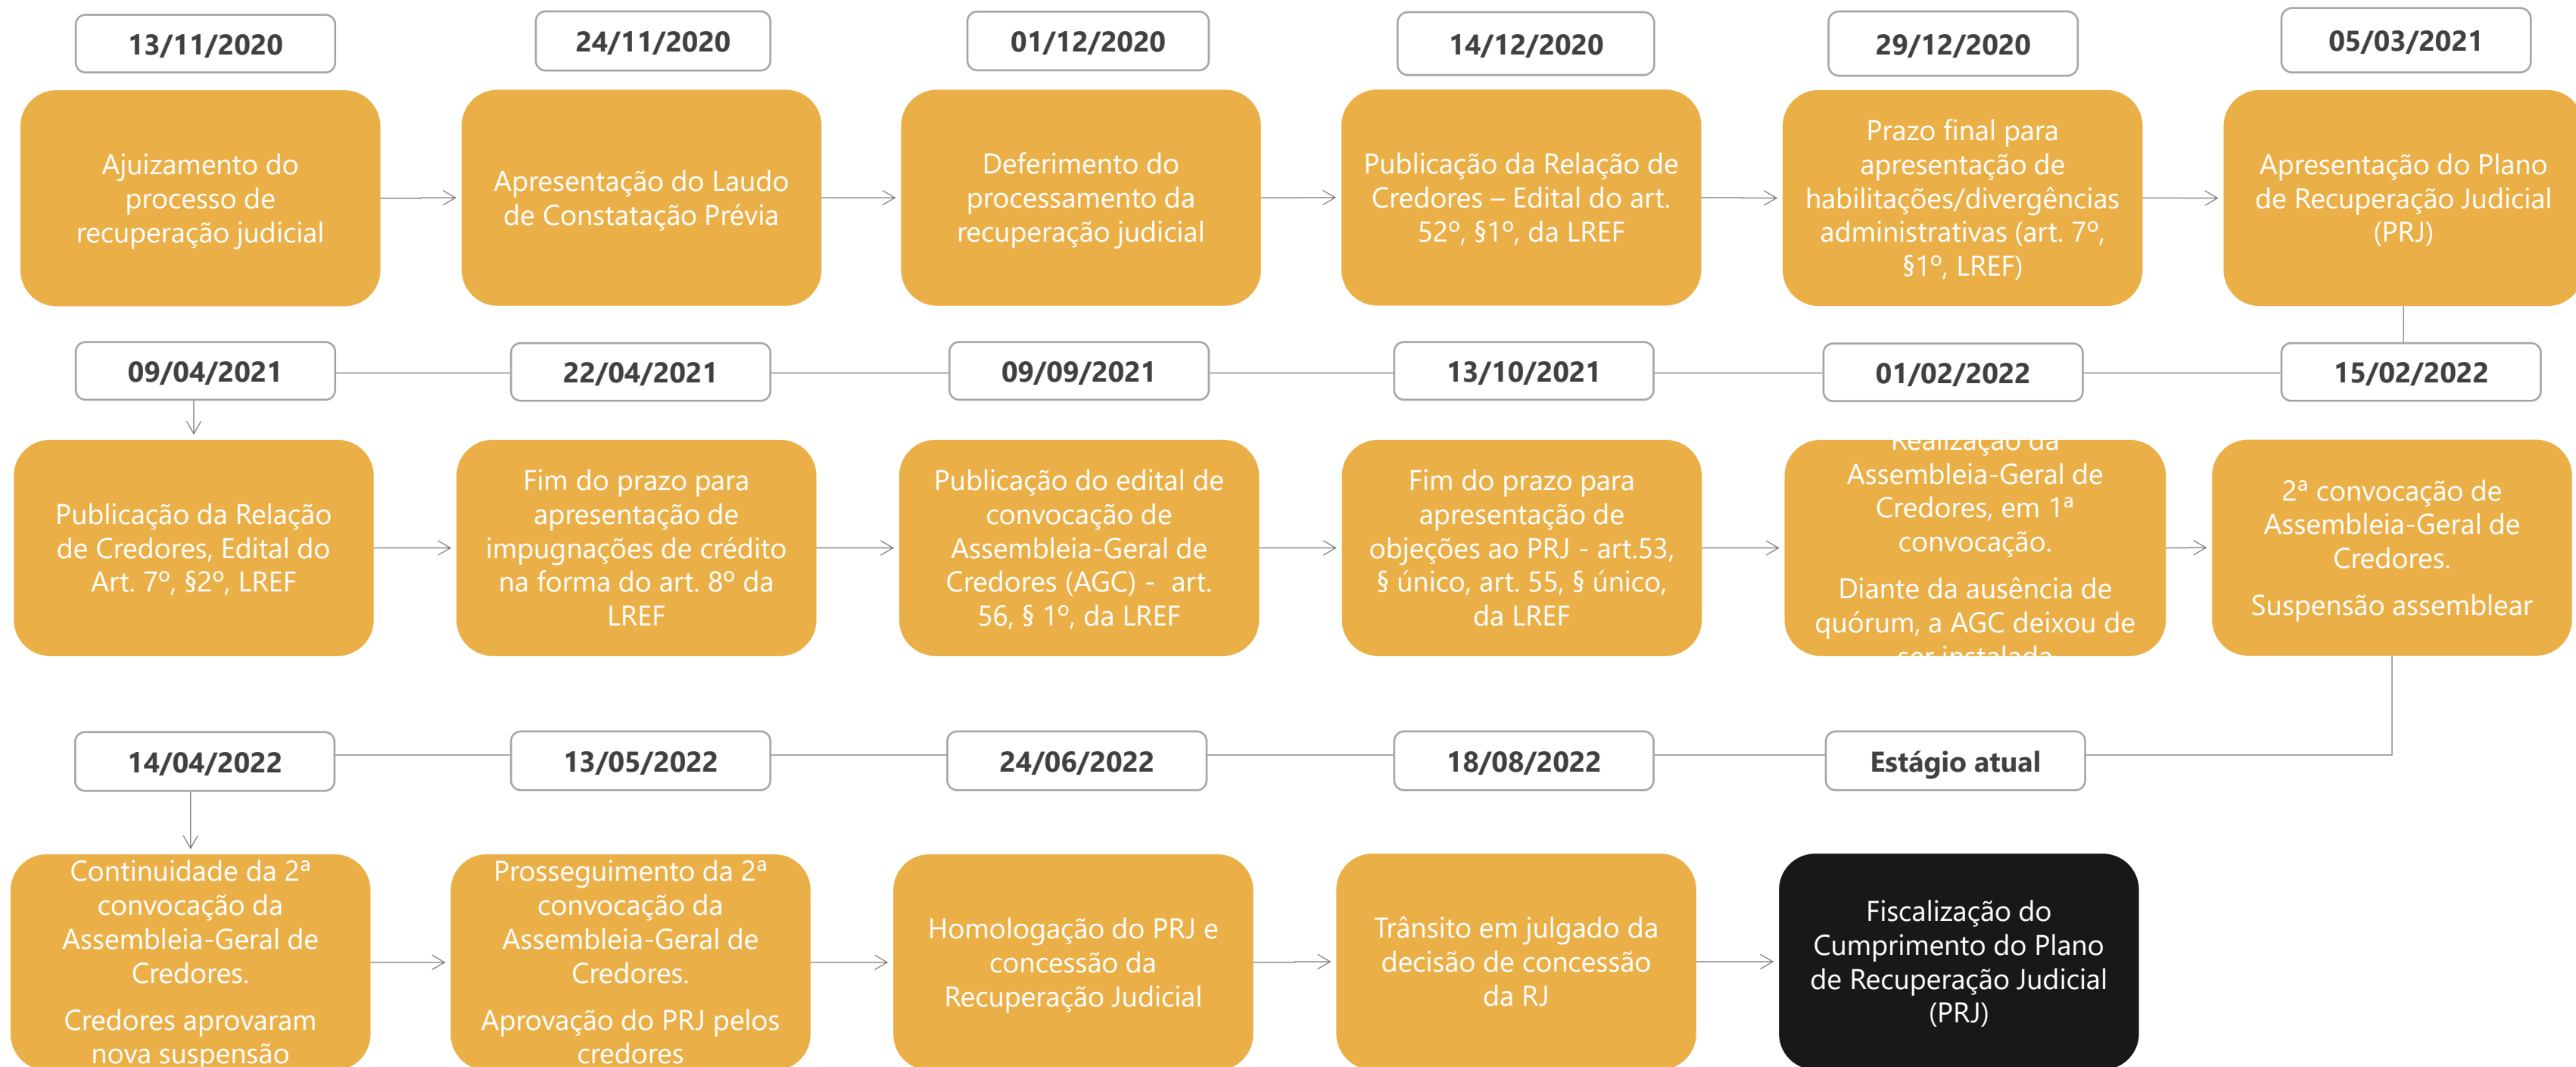 13/11/2020
24/11/2020
01/12/2020
14/12/2020
29/12/2020
05/03/2021
Ajuizamento do
processo de
recuperação judicial
Apresentação do Laudo
de Constatação Prévia
Deferimento do
processamento da
recuperação judicial
Publicação da Relação de
Credores – Edital do art.
52º, §1º, da LREF
Prazo final para
apresentação de
habilitações/divergências
administrativas (art. 7º,
§1º, LREF)
Apresentação do Plano
de Recuperação Judicial
(PRJ)
09/04/2021
22/04/2021
09/09/2021
13/10/2021
01/02/2022
15/02/2022
Publicação da Relação
de Credores, Edital do
Art. 7º, §2º, LREF
Fim do prazo para
apresentação de
impugnações de crédito
na forma do art. 8º da
LREF
Publicação do edital de
convocação de
Assembleia-Geral de
Credores (AGC) - art.
56, § 1º, da LREF
Fim do prazo para
apresentação de
objeções ao PRJ - art.53,
§ único, art. 55, § único,
da LREF
Realização da
Assembleia-Geral de
Credores, em 1ª
convocação.
Diante da ausência de
quórum, a AGC deixou de
ser instalada
2ª convocação de
Assembleia-Geral de
Credores.
Suspensão assemblear
14/04/2022
13/05/2022
24/06/2022
18/08/2022
Estágio atual
Continuidade da 2ª
convocação da
Assembleia-Geral de
Credores.
Credores aprovaram
nova suspensão
Prosseguimento da 2ª
convocação da
Assembleia-Geral de
Credores.
Aprovação do PRJ pelos
credores
Homologação do PRJ e
concessão da
Recuperação Judicial
Trânsito em julgado da
decisão de concessão
da RJ
Fiscalização do
Cumprimento do Plano
de Recuperação Judicial
(PRJ)